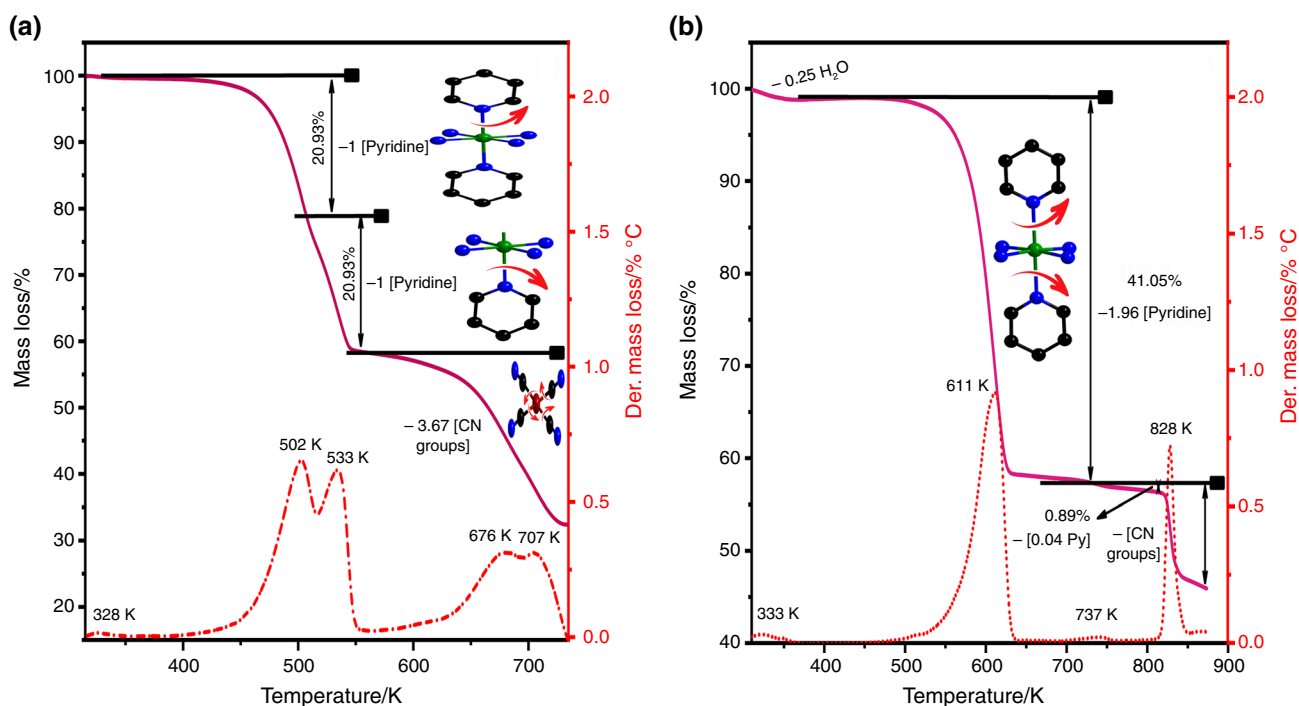 (a)
100
90
80
70
60
50
40
30
20
Mass loss/%
20.93%
–1 [Pyridine]
20.93%
–1 [Pyridine]
– 3.67 [CN
groups]
502 K
533 K
676 K
707 K
328 K
2.0
1.5
1.0
0.5
0.0
Der. mass loss/% °C
400
500
600
700
Temperature/K
(b)
100
90
80
70
60
50
40
Mass loss/%
– 0.25 H₂O
41.05%
–1.96 [Pyridine]
611 K
828 K
0.89%
– [0.04 Py]
– [CN
groups]
333 K
737 K
2.0
1.5
1.0
0.5
0.0
Der. mass loss/% °C
400
500
600
700
800
900
Temperature/K